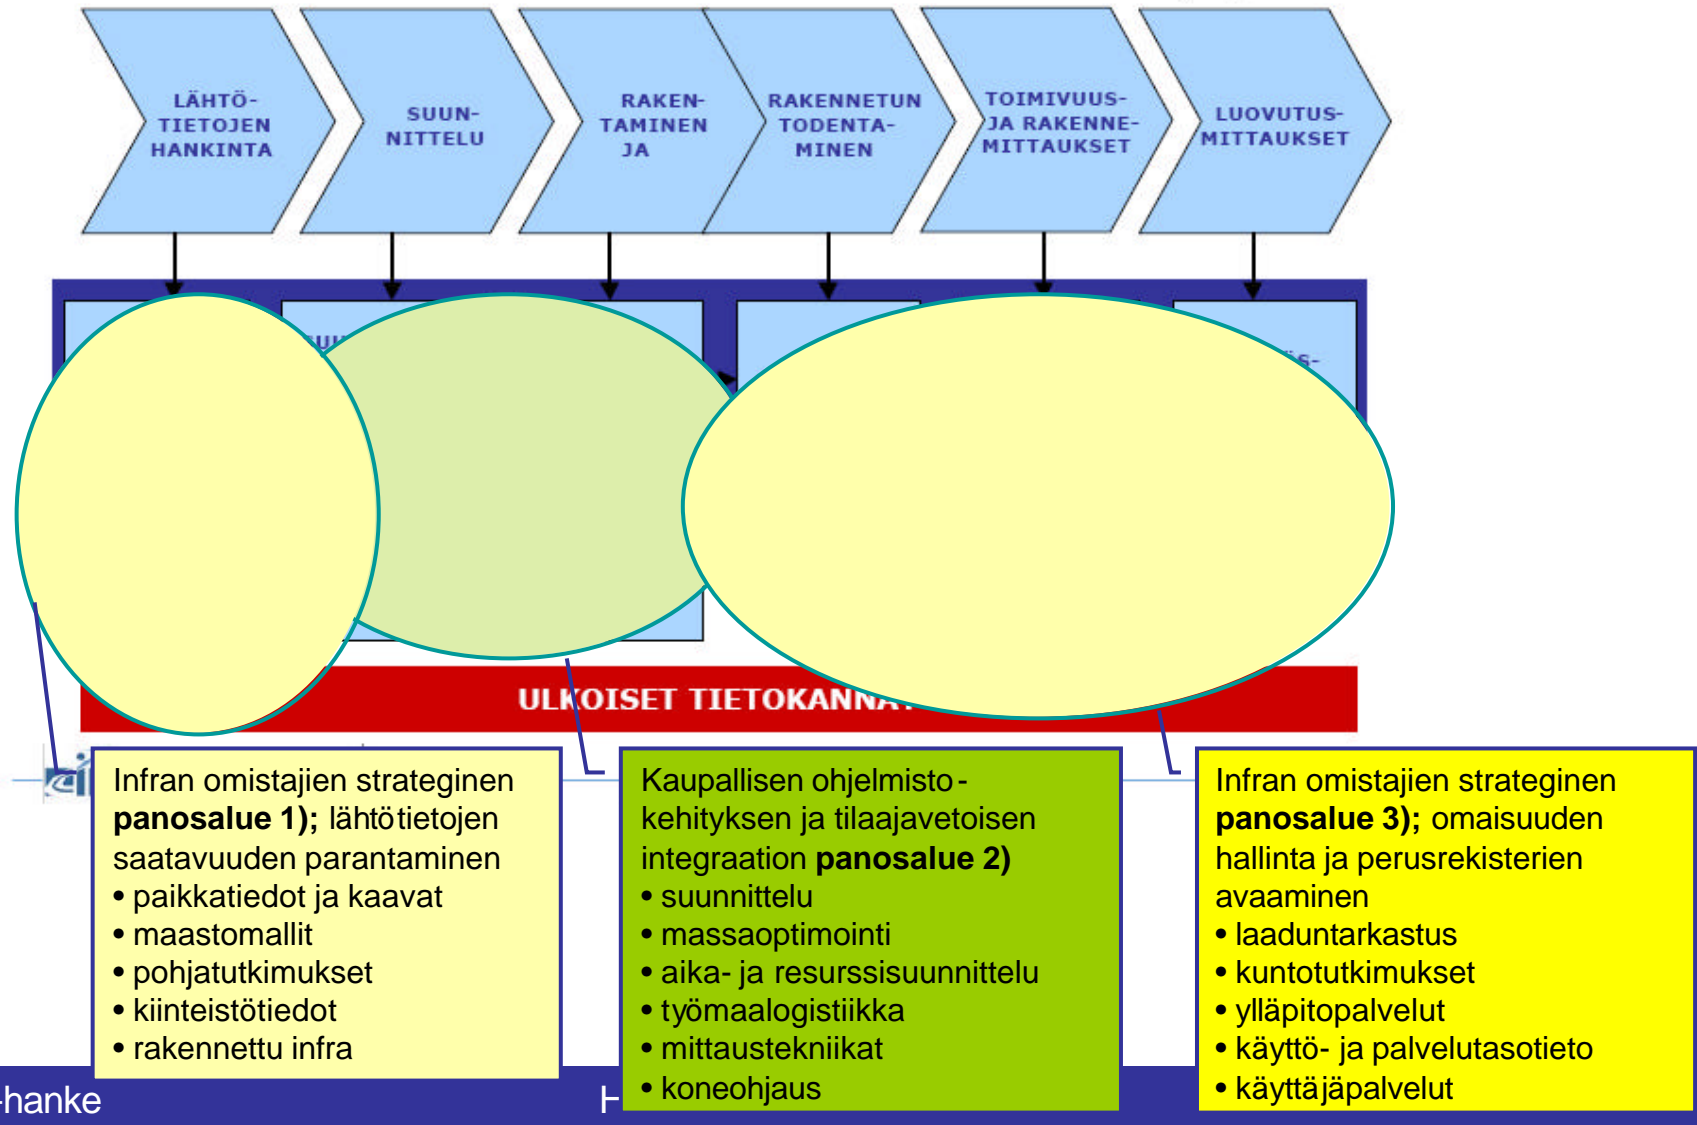 LÄHTÖ-
TIETOJEN
HANKINTA
SUUN-
NITTELU
RAKEN-
TAMINEN
JA
RAKENNETUN
TODENTA-
MINEN
TOIMIVUUS-
JA RAKENNE-
MITTAUKSET
LUOVUTUS-
MITTAUKSET
ULKOISET TIETOKANNAT
Infran omistajien strateginen
panosalue 1); lähtötietojen
saatavuuden parantaminen
• paikkatiedot ja kaavat
• maastomallit
• pohjatutkimukset
• kiinteistötiedot
• rakennettu infra
Kaupallisen ohjelmisto-
kehityksen ja tilaajavetoisen
integraation panosalue 2)
• suunnittelu
• massaoptimointi
• aika- ja resurssisuunnittelu
• työmaalogistiikka
• mittaustekniikat
• koneohjaus
Infran omistajien strateginen
panosalue 3); omaisuuden
hallinta ja perusrekisterien
avaaminen
• laaduntarkastus
• kuntotutkimukset
• ylläpitopalvelut
• käyttö- ja palvelutasotieto
• käyttäjäpalvelut
-hanke